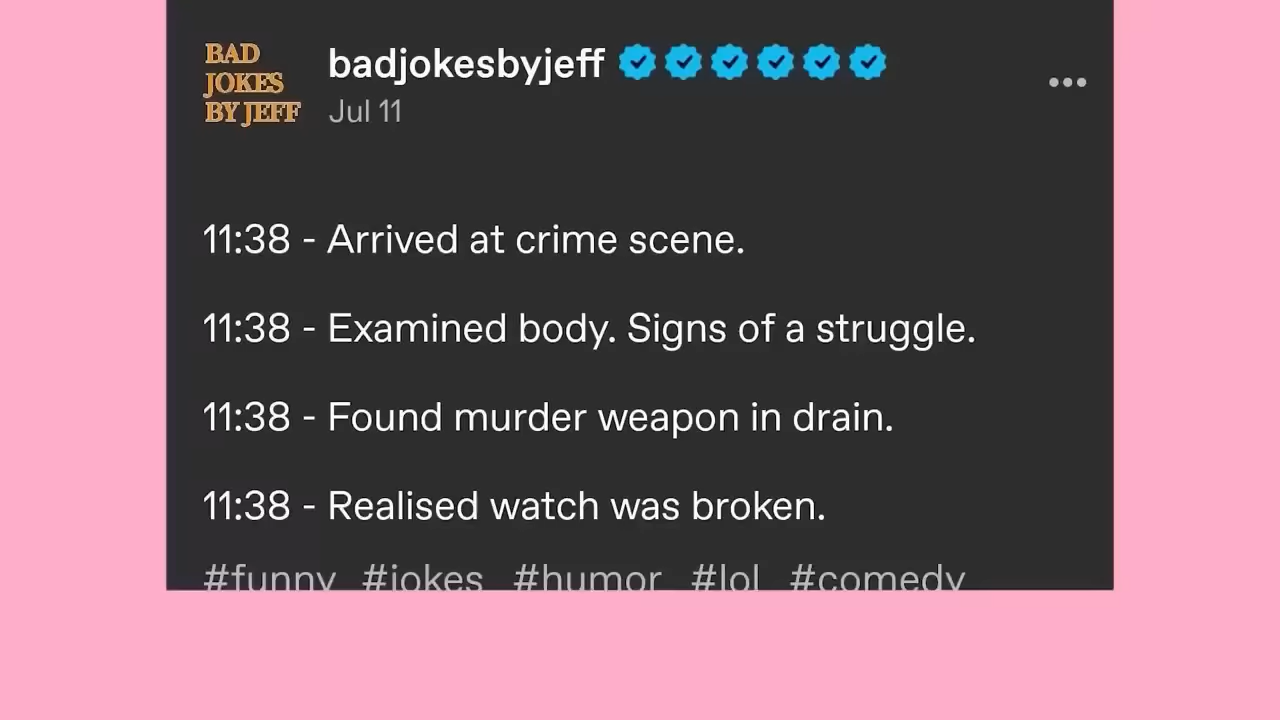 BAD
JOKES
BY JEFF
badjokesbyjeff
Jul 11
11:38 - Arrived at crime scene.
11:38 - Examined body. Signs of a struggle.
11:38 - Found murder weapon in drain.
11:38 - Realised watch was broken.
#funny #jokes #humor #lol #comedy